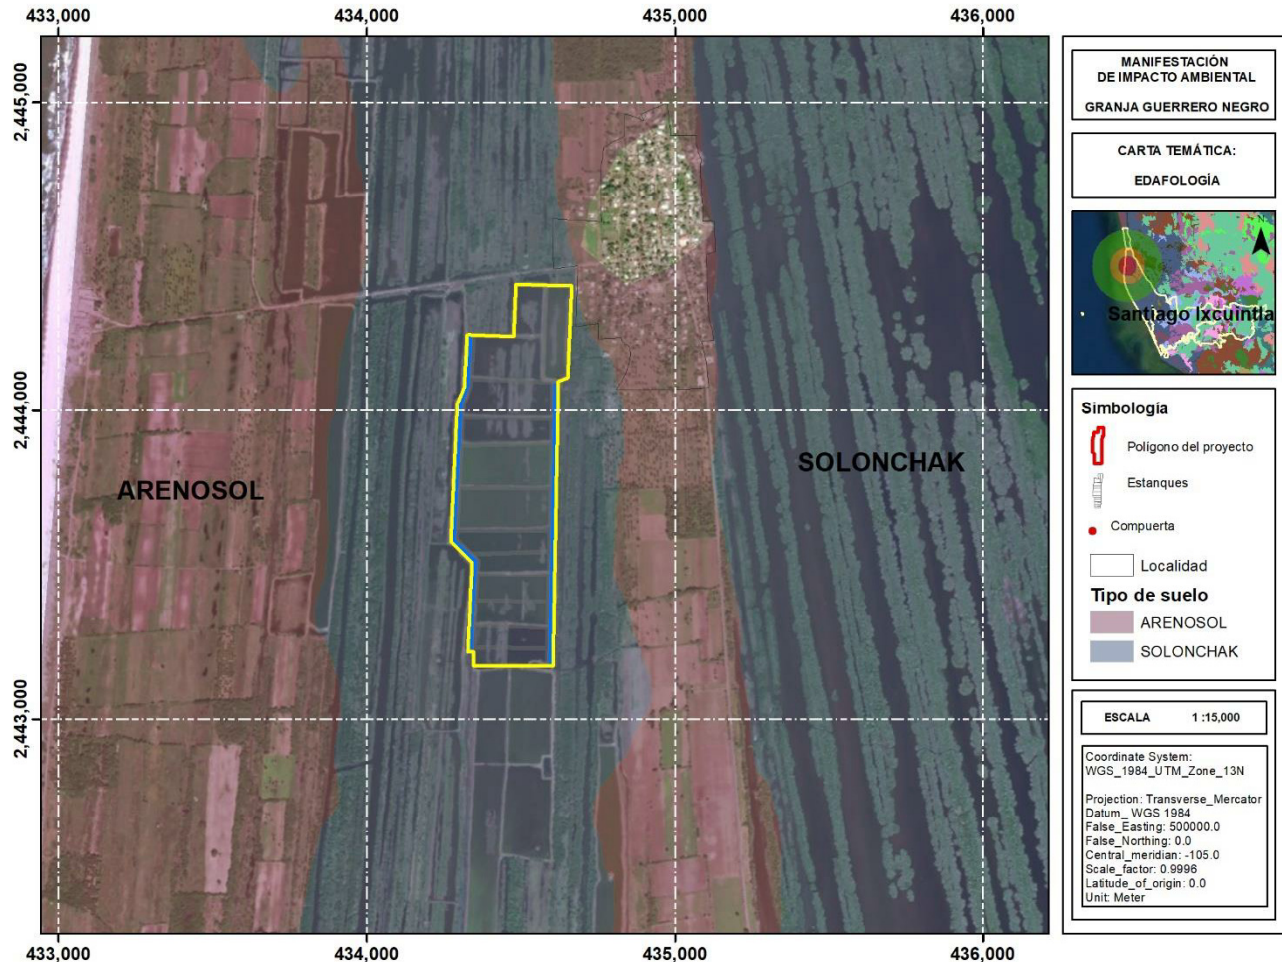 433,000 434,000 435,000 436,000
2,445,000
2,444,000
2,443,000
ARENOSOL
SOLONCHAK
433,000 434,000 435,000 436,000
MANIFESTACIÓN
DE IMPACTO AMBIENTAL
GRANJA GUERRERO NEGRO
CARTA TEMÁTICA:
EDAFOLOGÍA
N
Santiago Ixcuintla
Simbología
Polígono del proyecto
Estanques
Compuerta
Localidad
Tipo de suelo
ARENOSOL
SOLONCHAK
ESCALA 1 :15,000
Coordinate System:
WGS_1984_UTM_Zone_13N
Projection: Transverse_Mercator
Datum_ WGS 1984
False_Easting: 500000.0
False_Northing: 0.0
Central_meridian: -105.0
Scale_factor: 0.9996
Latitude_of_origin: 0.0
Unit: Meter